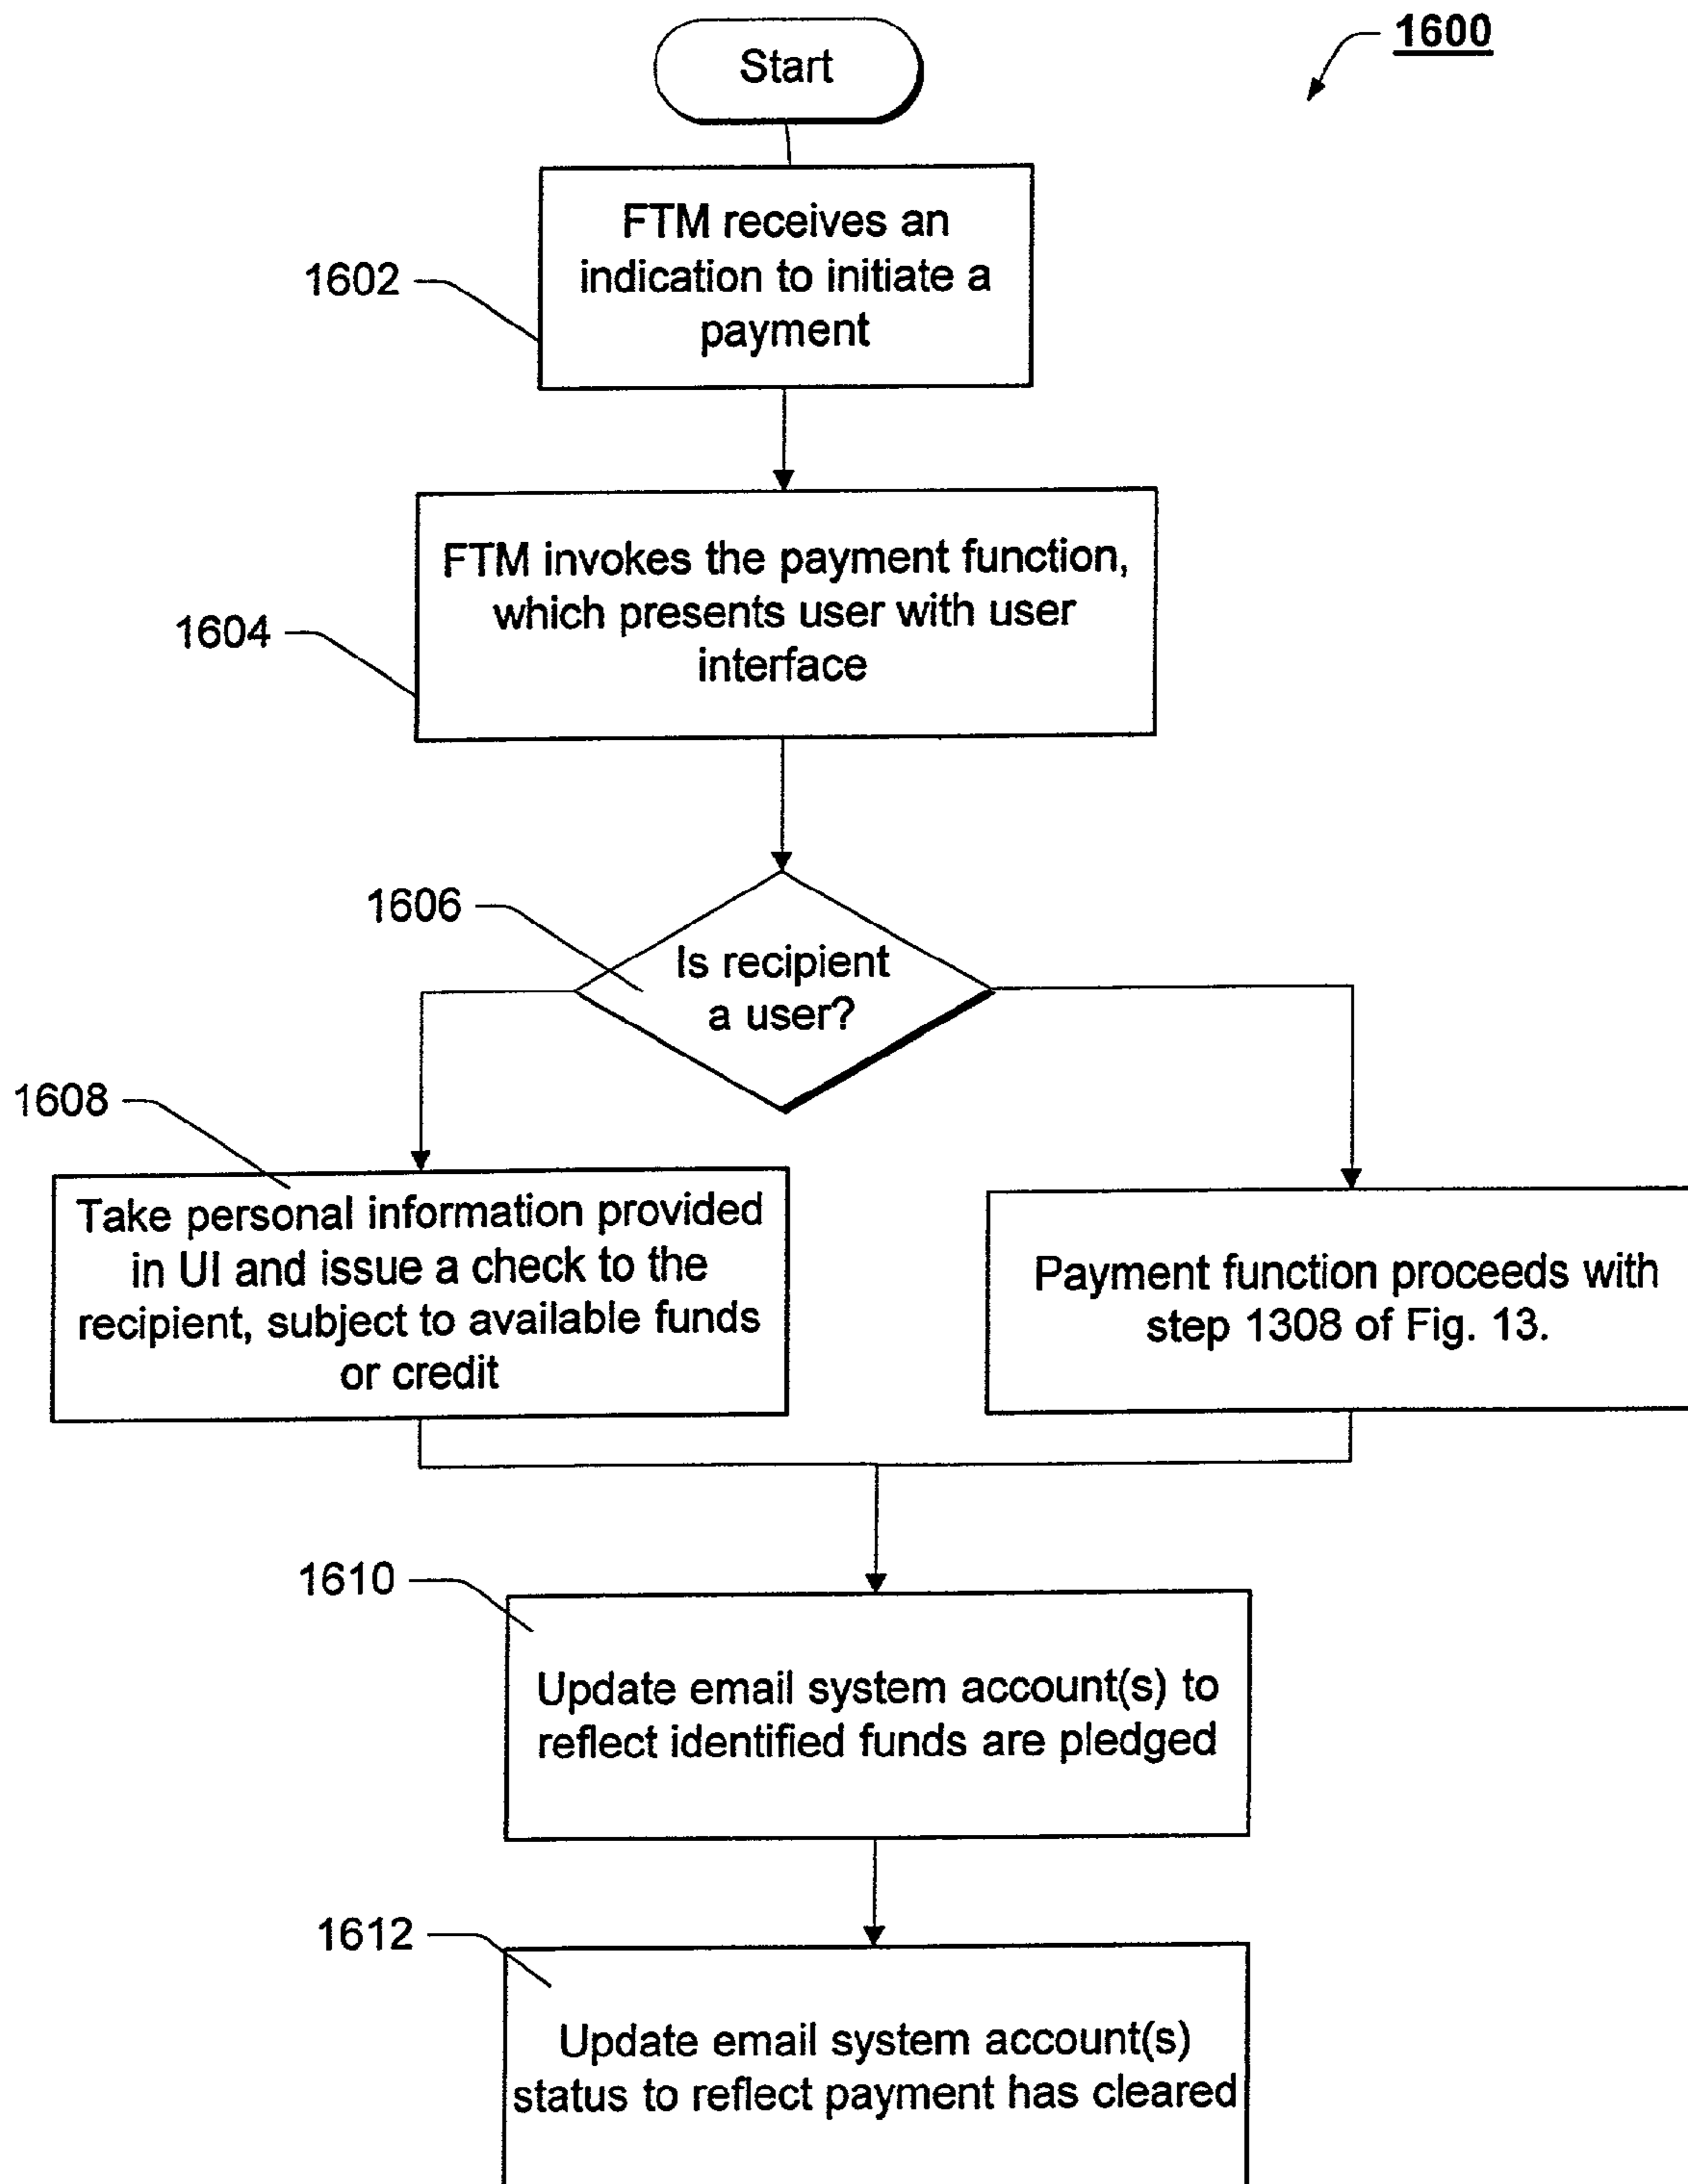 1600
Start
1602
FTM receives an
indication to initiate a
payment
1604
FTM invokes the payment function,
which presents user with user
interface
1606
Is recipient
a user?
1608
Take personal information provided
in UI and issue a check to the
recipient, subject to available funds
or credit
Payment function proceeds with
step 1308 of Fig. 13.
1610
Update email system account(s) to
reflect identified funds are pledged
1612
Update email system account(s)
status to reflect payment has cleared